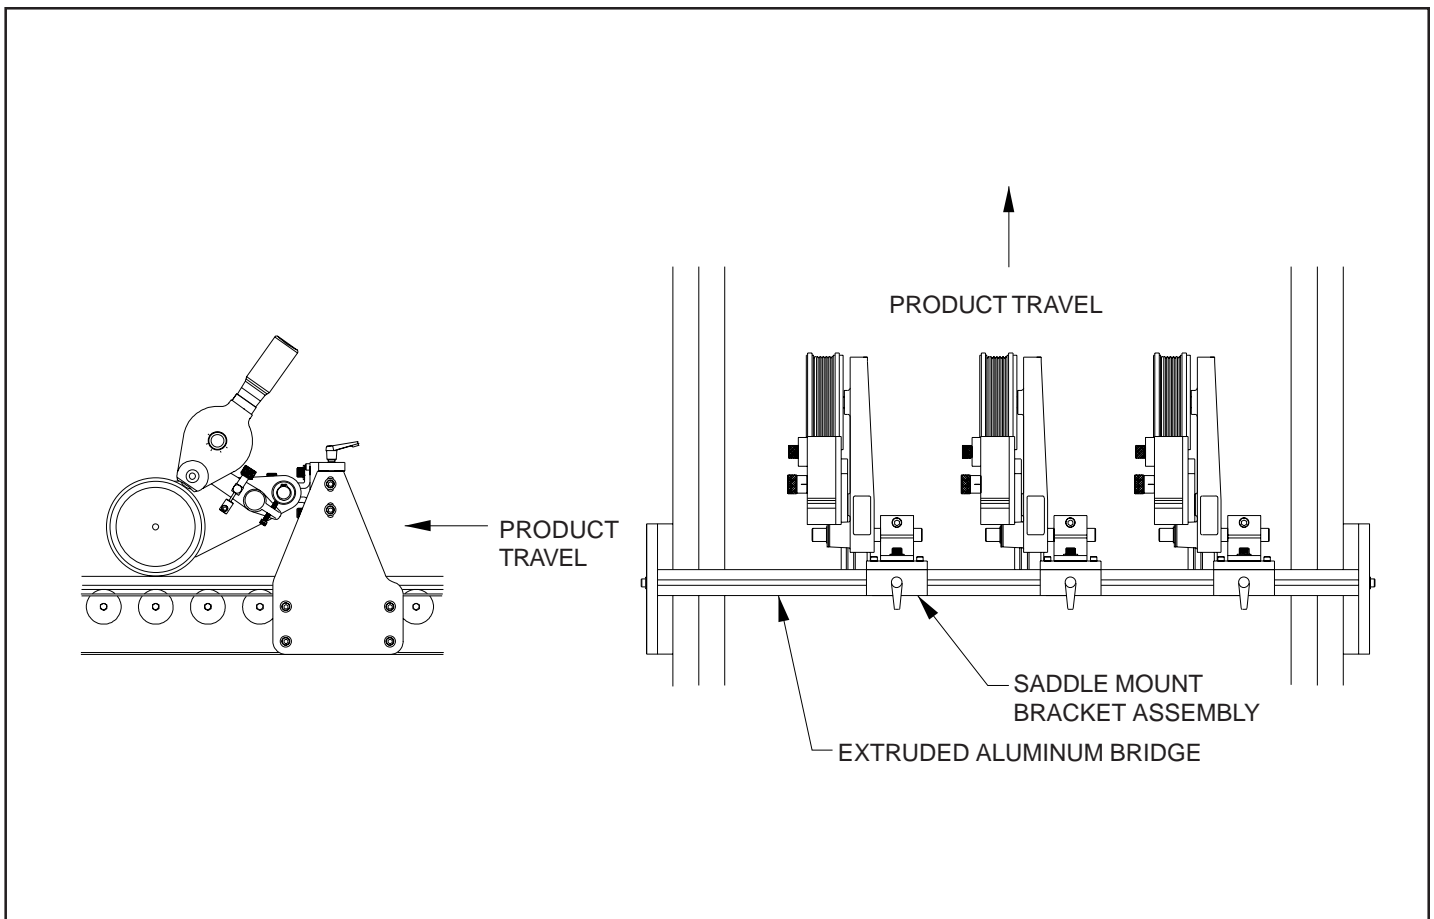 PRODUCT
TRAVEL
PRODUCT TRAVEL
SADDLE MOUNT
BRACKET ASSEMBLY
EXTRUDED ALUMINUM BRIDGE